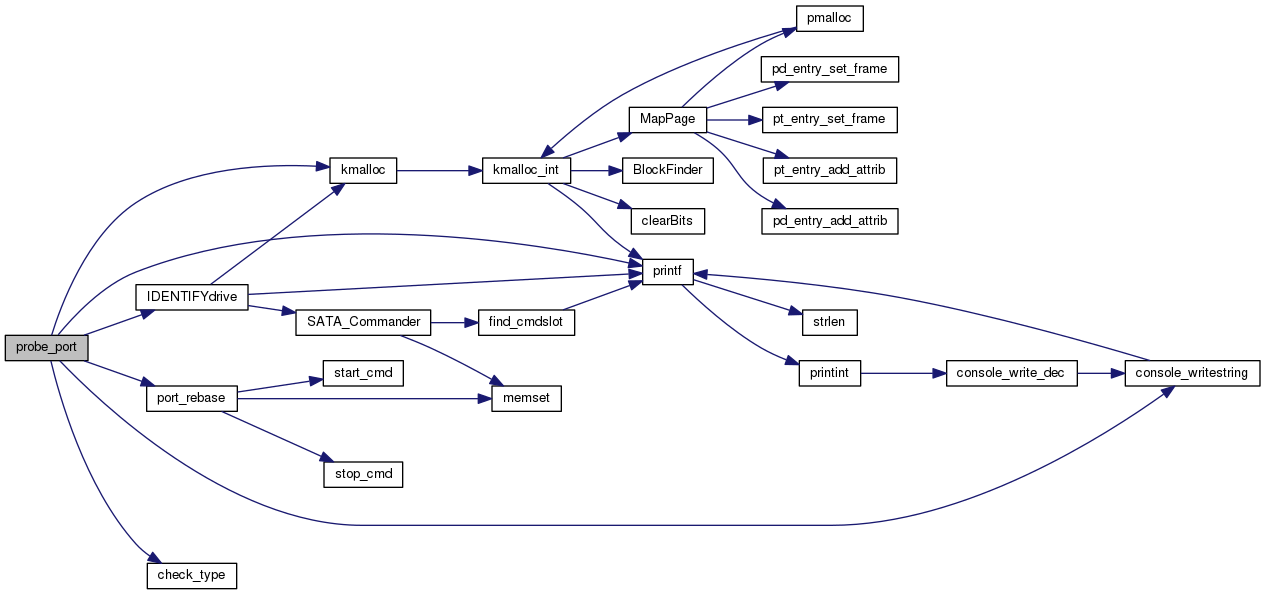 pmalloc
pd_entry_set_frame
MapPage
pt_entry_set_frame
kmalloc
kmalloc_int
BlockFinder
pt_entry_add_attrib
clearBits
pd_entry_add_attrib
printf
IDENTIFYdrive
SATA_Commander
find_cmdslot
strlen
probe_port
start_cmd
printint
console_write_dec
console_writestring
port_rebase
memset
stop_cmd
check_type